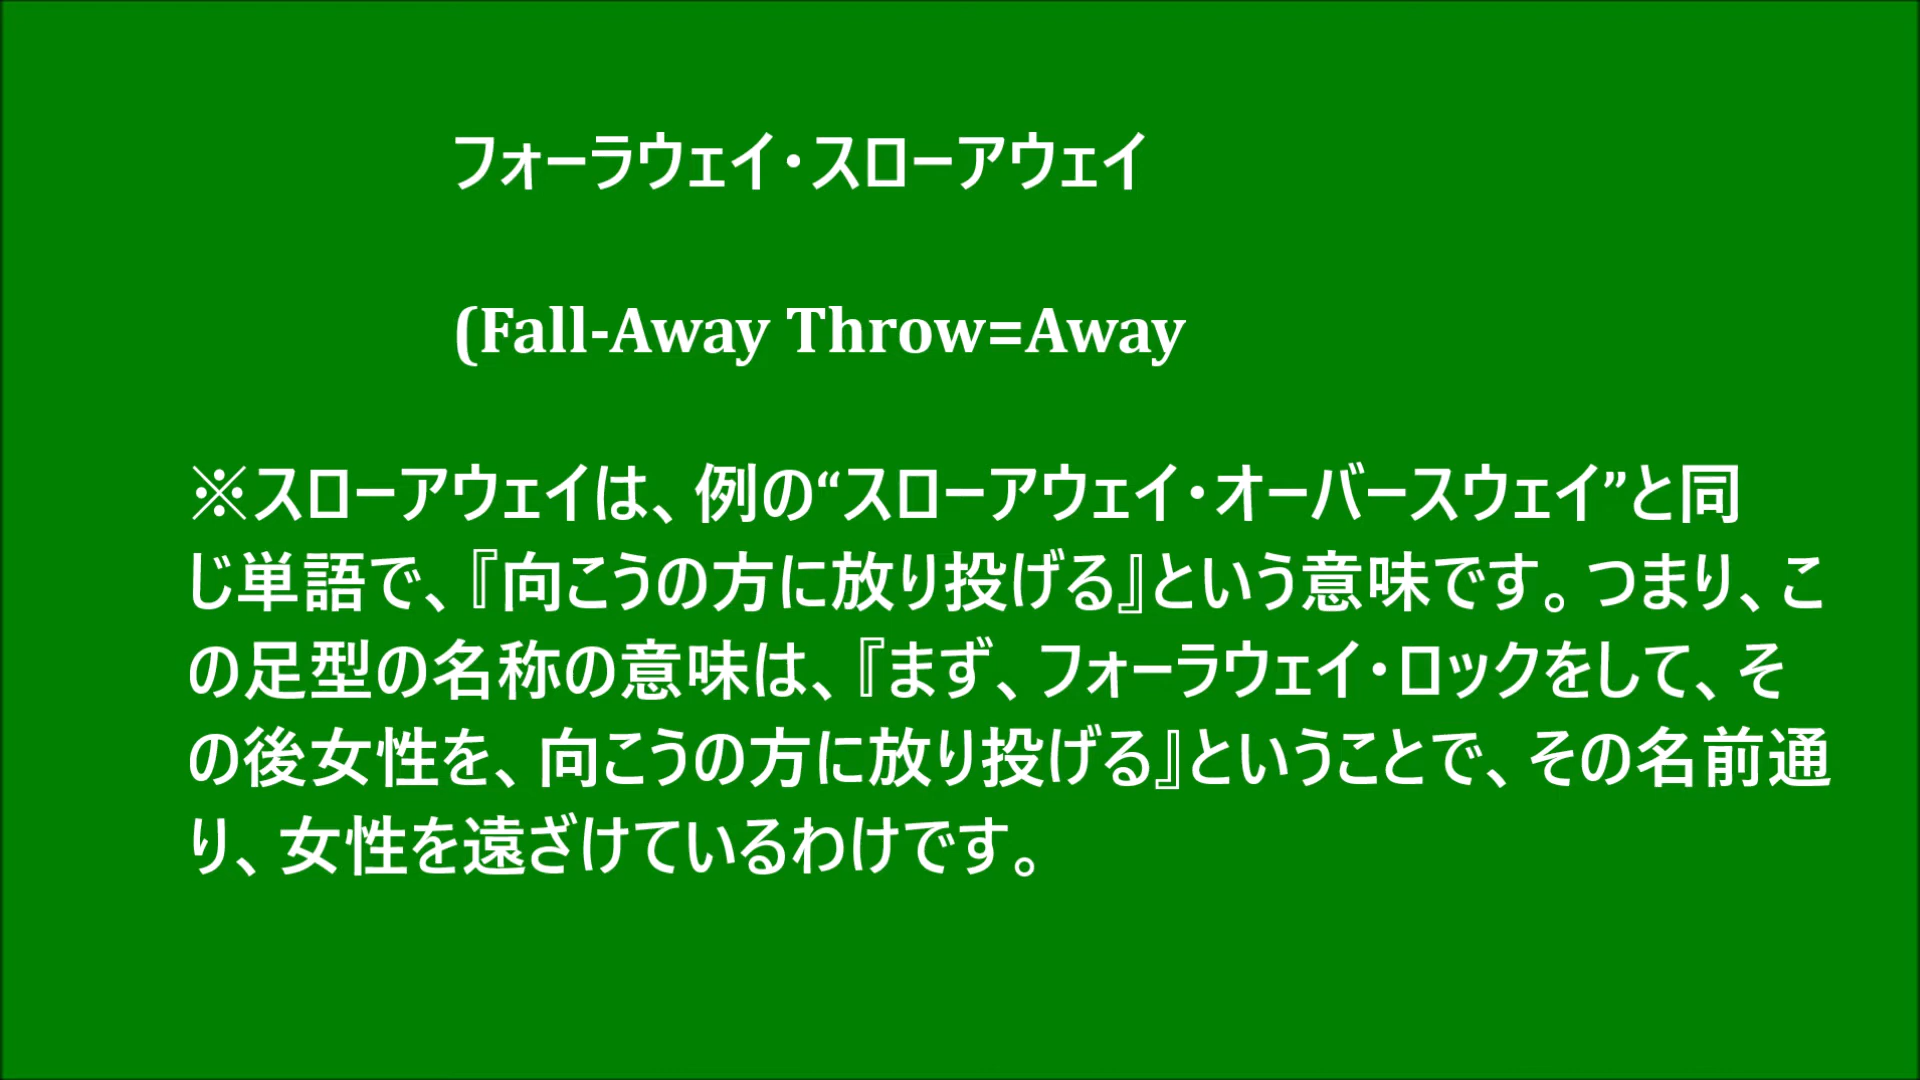 フォーラウェイ・スローアウェイ
(Fall-Away Throw=Away
※スローアウェイは、例の“スローアウェイ・オーバースウェイ”と同
じ単語で、『向こうの方に放り投げる』という意味です。つまり、こ
の足型の名称の意味は、『まず、フォーラウェイ・ロックをして、そ
の後女性を、向こうの方に放り投げる』ということで、その名前通
り、女性を遠ざけているわけです。